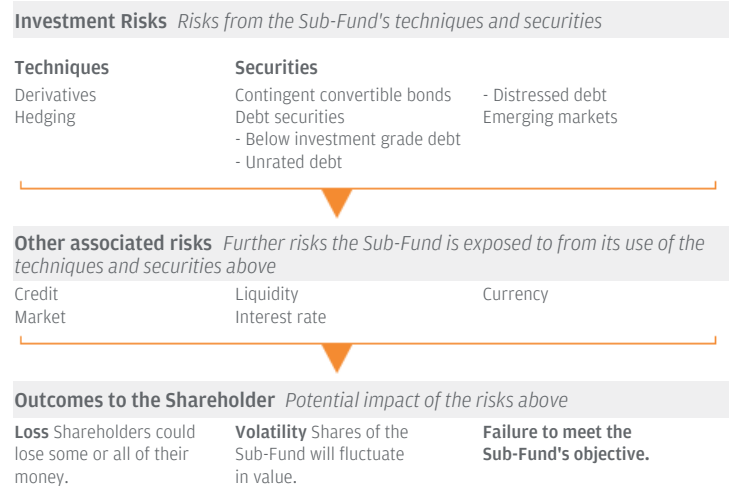 Investment Risks Risks from the Sub-Fund's techniques and securities
Techniques
Derivatives
Hedging
Securities
Contingent convertible bonds
Debt securities
- Below investment grade debt
- Unrated debt
- Distressed debt
Emerging markets
Other associated risks Further risks the Sub-Fund is exposed to from its use of the
techniques and securities above
Credit
Market
Liquidity
Interest rate
Currency
Outcomes to the Shareholder Potential impact of the risks above
Loss Shareholders could
lose some or all of their
money.
Volatility Shares of the
Sub-Fund will fluctuate
in value.
Failure to meet the
Sub-Fund's objective.